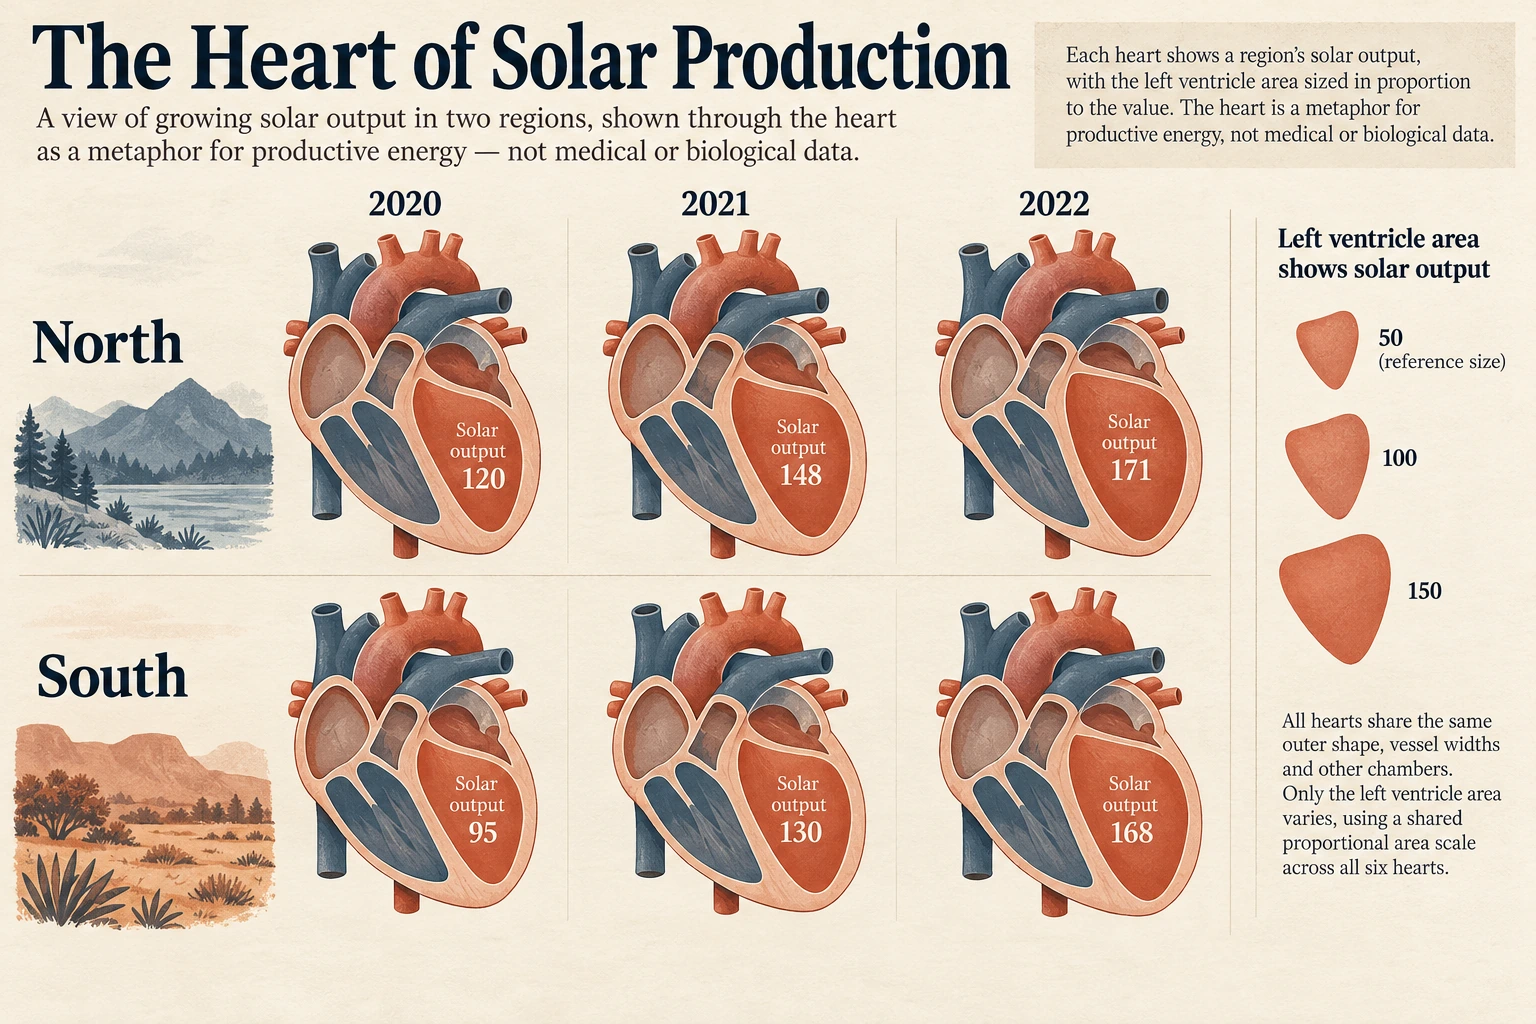 The Heart of Solar Production
A view of growing solar output in two regions, shown through the heart
as a metaphor for productive energy — not medical or biological data.
Each heart shows a region’s solar output,
with the left ventricle area sized in proportion
to the value. The heart is a metaphor for
productive energy, not medical or biological data.
2020
2021
2022
North
Solar
output
120
Solar
output
148
Solar
output
171
South
Solar
output
95
Solar
output
130
Solar
output
168
Left ventricle area
shows solar output
50
(reference size)
100
150
All hearts share the same
outer shape, vessel widths
and other chambers.
Only the left ventricle area
varies, using a shared
proportional area scale
across all six hearts.